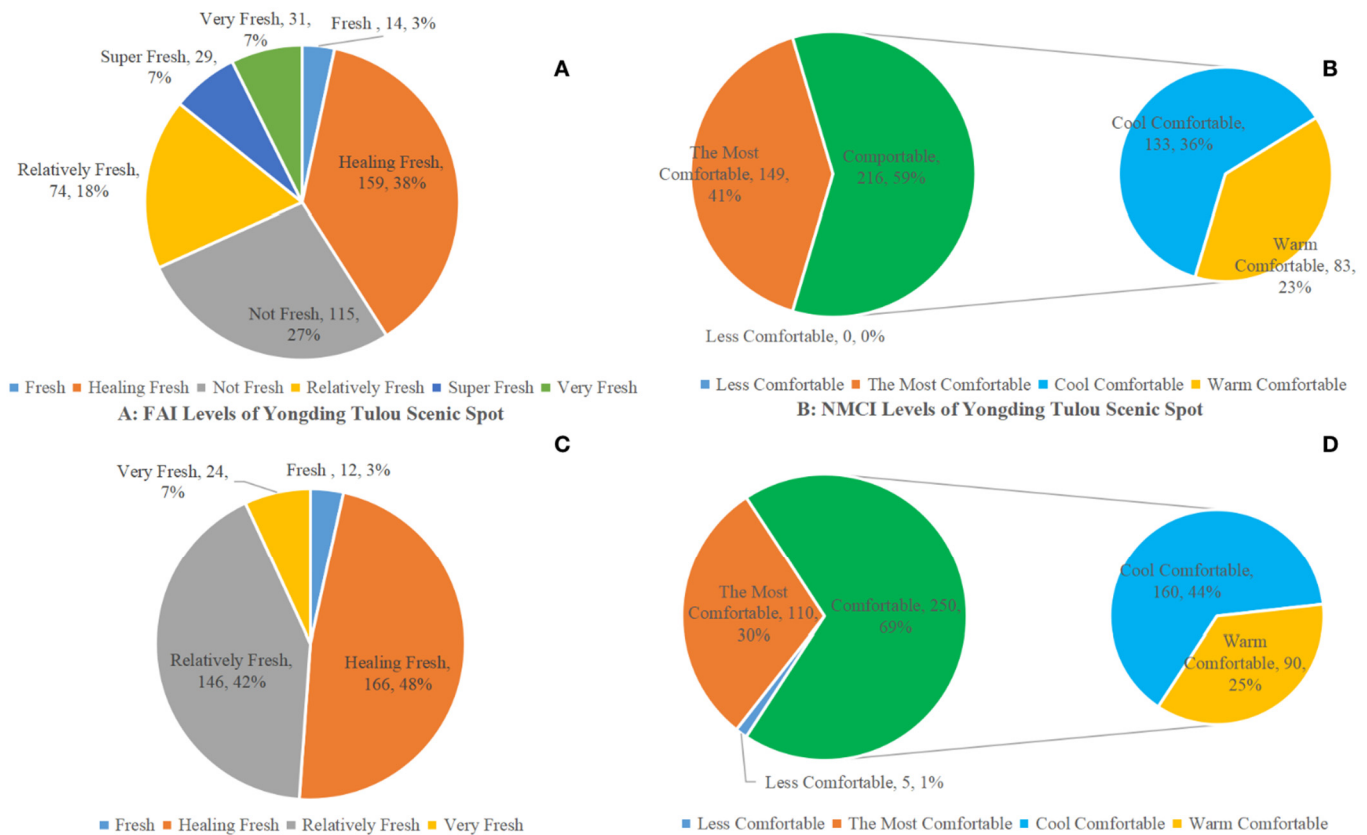 Very Fresh, 31,
7%
Fresh , 14, 3%
Super Fresh, 29,
7%
A
Healing Fresh,
159, 38%
Relatively Fresh,
74, 18%
Not Fresh, 115,
27%
Fresh Healing Fresh Not Fresh Relatively Fresh Super Fresh Very Fresh
A: FAI Levels of Yongding Tulou Scenic Spot
B
The Most
Comfortable, 149,
41%
Comportable,
216, 59%
Cool Comfortable,
133, 36%
Warm
Comfortable, 83,
23%
Less Comfortable, 0, 0%
Less Comfortable The Most Comfortable Cool Comfortable Warm Comfortable
B: NMCI Levels of Yongding Tulou Scenic Spot
C
Very Fresh, 24,
7%
Fresh , 12, 3%
Relatively Fresh,
146, 42%
Healing Fresh,
166, 48%
Fresh Healing Fresh Relatively Fresh Very Fresh
D
The Most
Comfortable, 110,
30%
Comfortable, 250,
69%
Cool Comfortable,
160, 44%
Warm
Comfortable, 90,
25%
Less Comfortable, 5, 1%
Less Comfortable The Most Comfortable Cool Comfortable Warm Comfortable